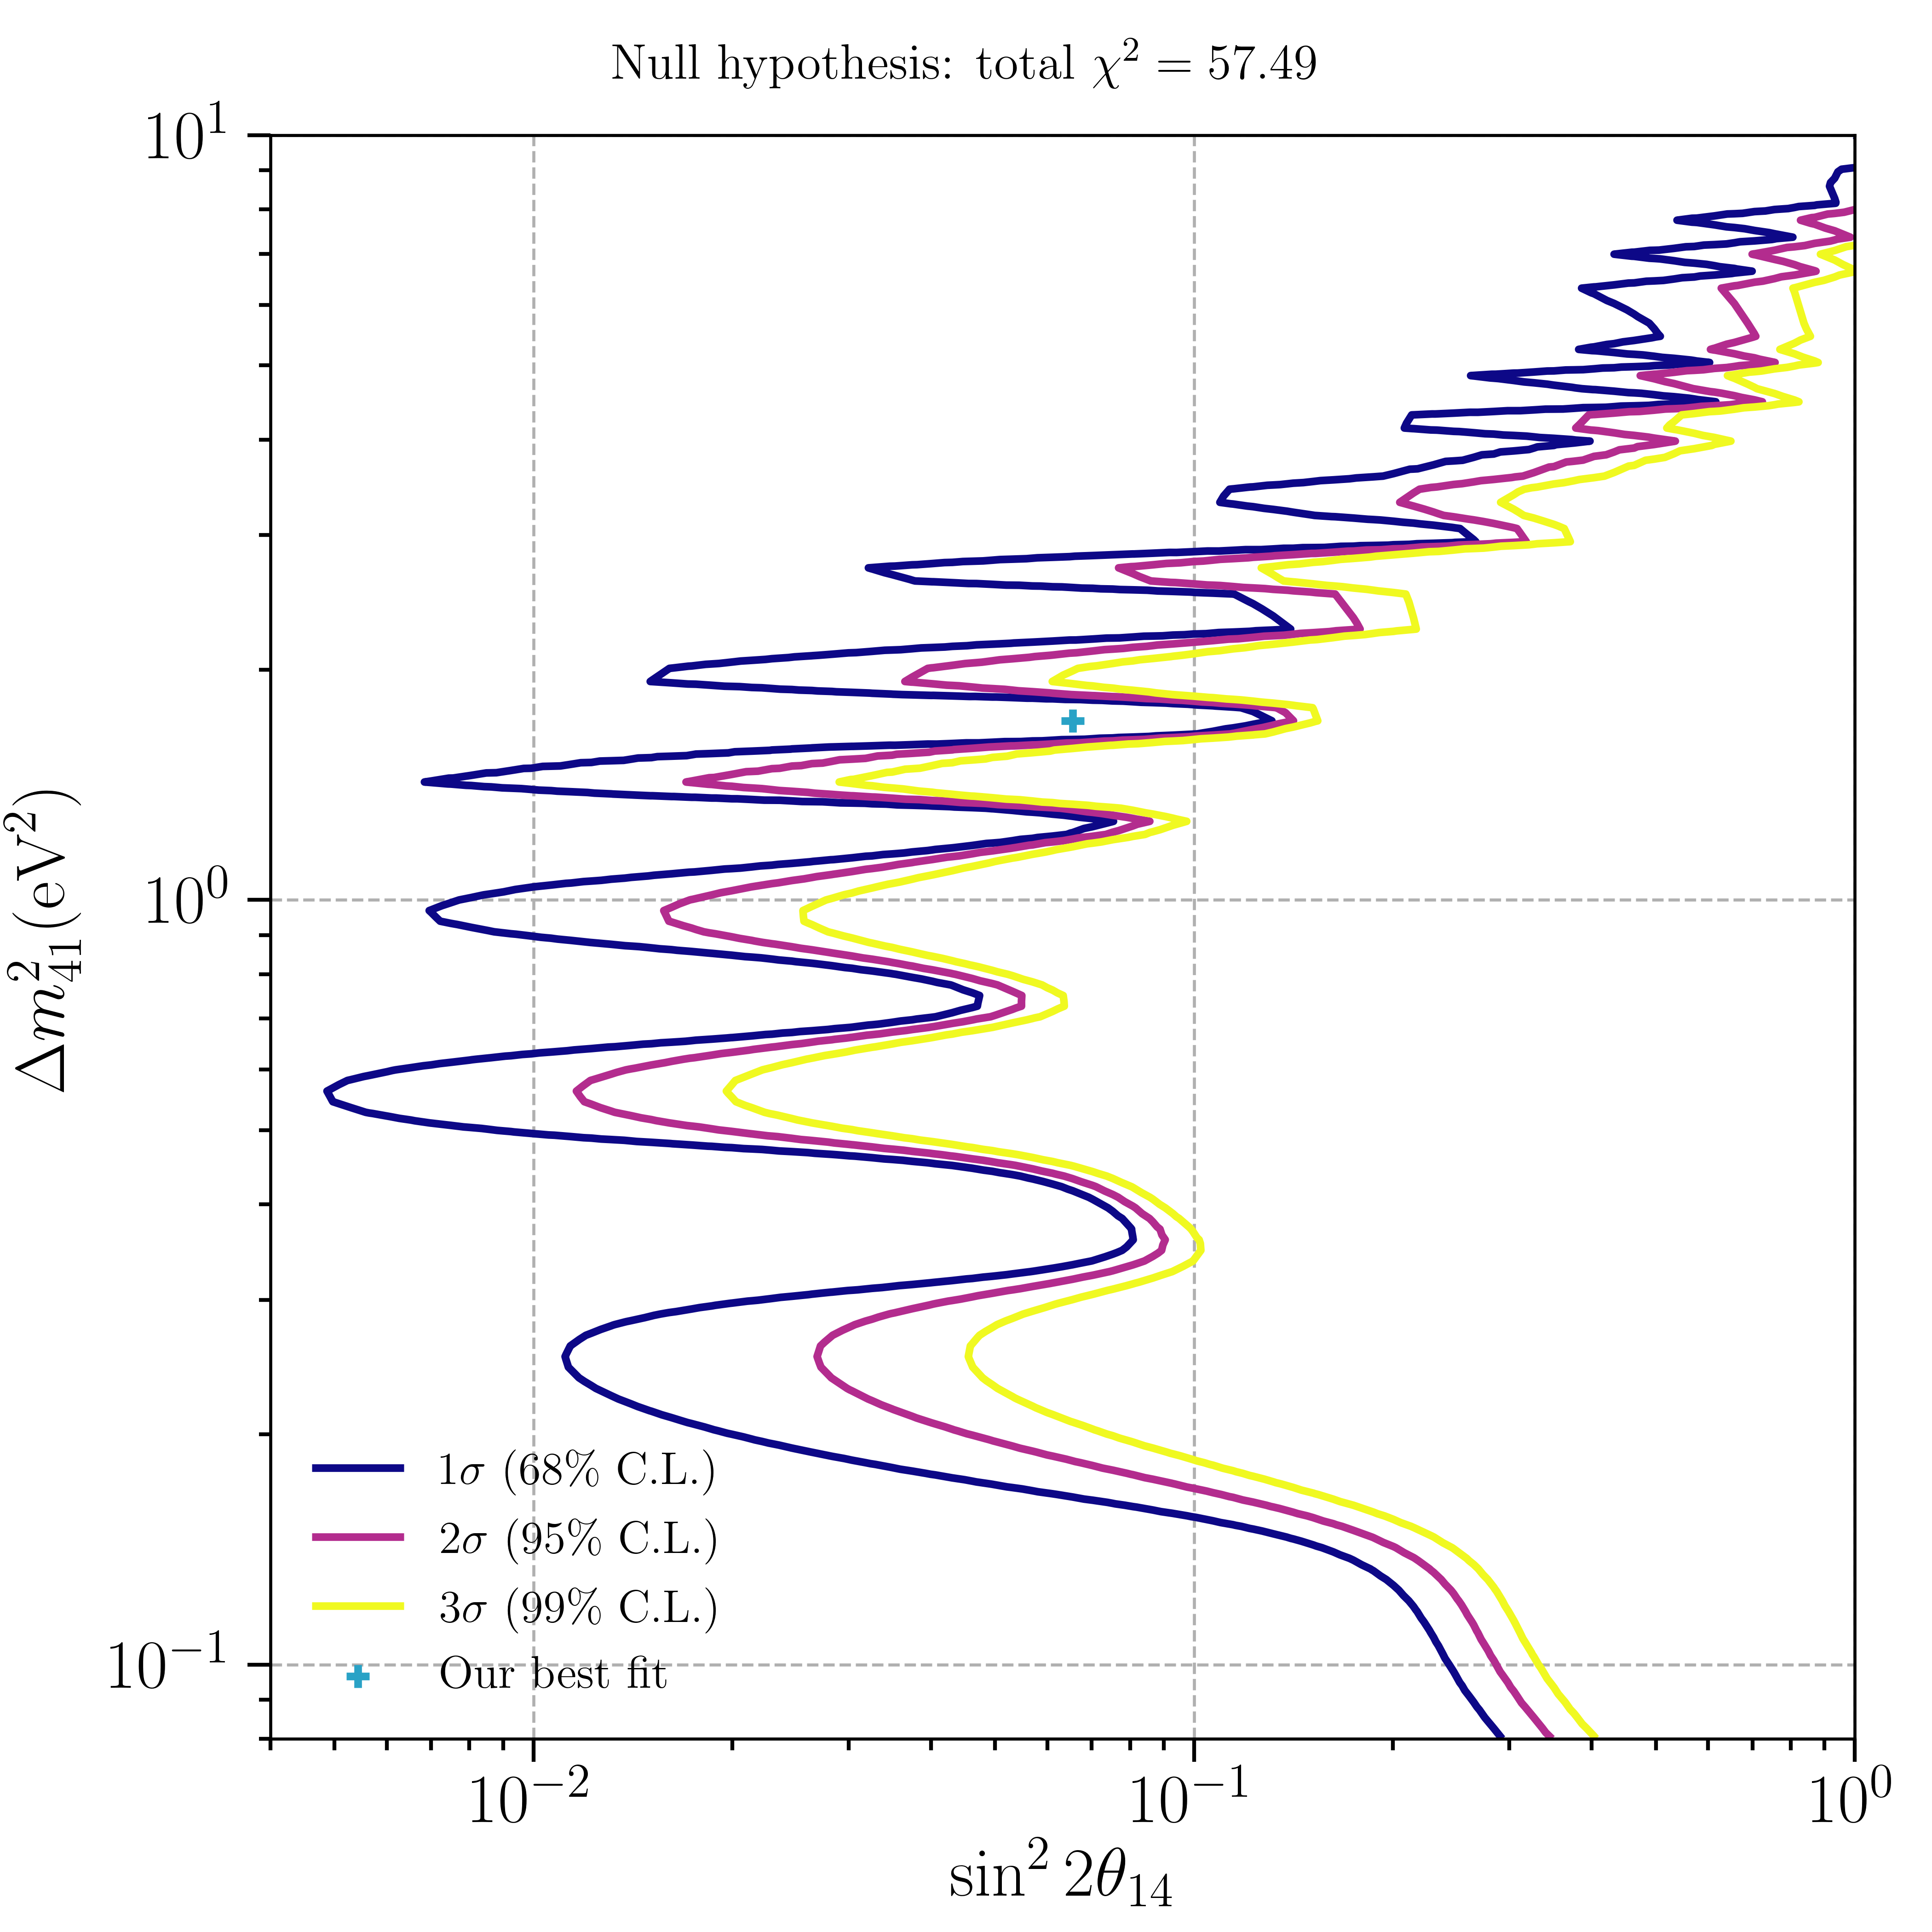 Null hypothesis: total χ² = 57.49
10¹
10⁰
10⁻¹
Δm²₄₁(eV²)
1σ (68% C.L.)
2σ (95% C.L.)
3σ (99% C.L.)
Our best fit
10⁻² 10⁻¹ 10⁰
sin² 2θ₁₄